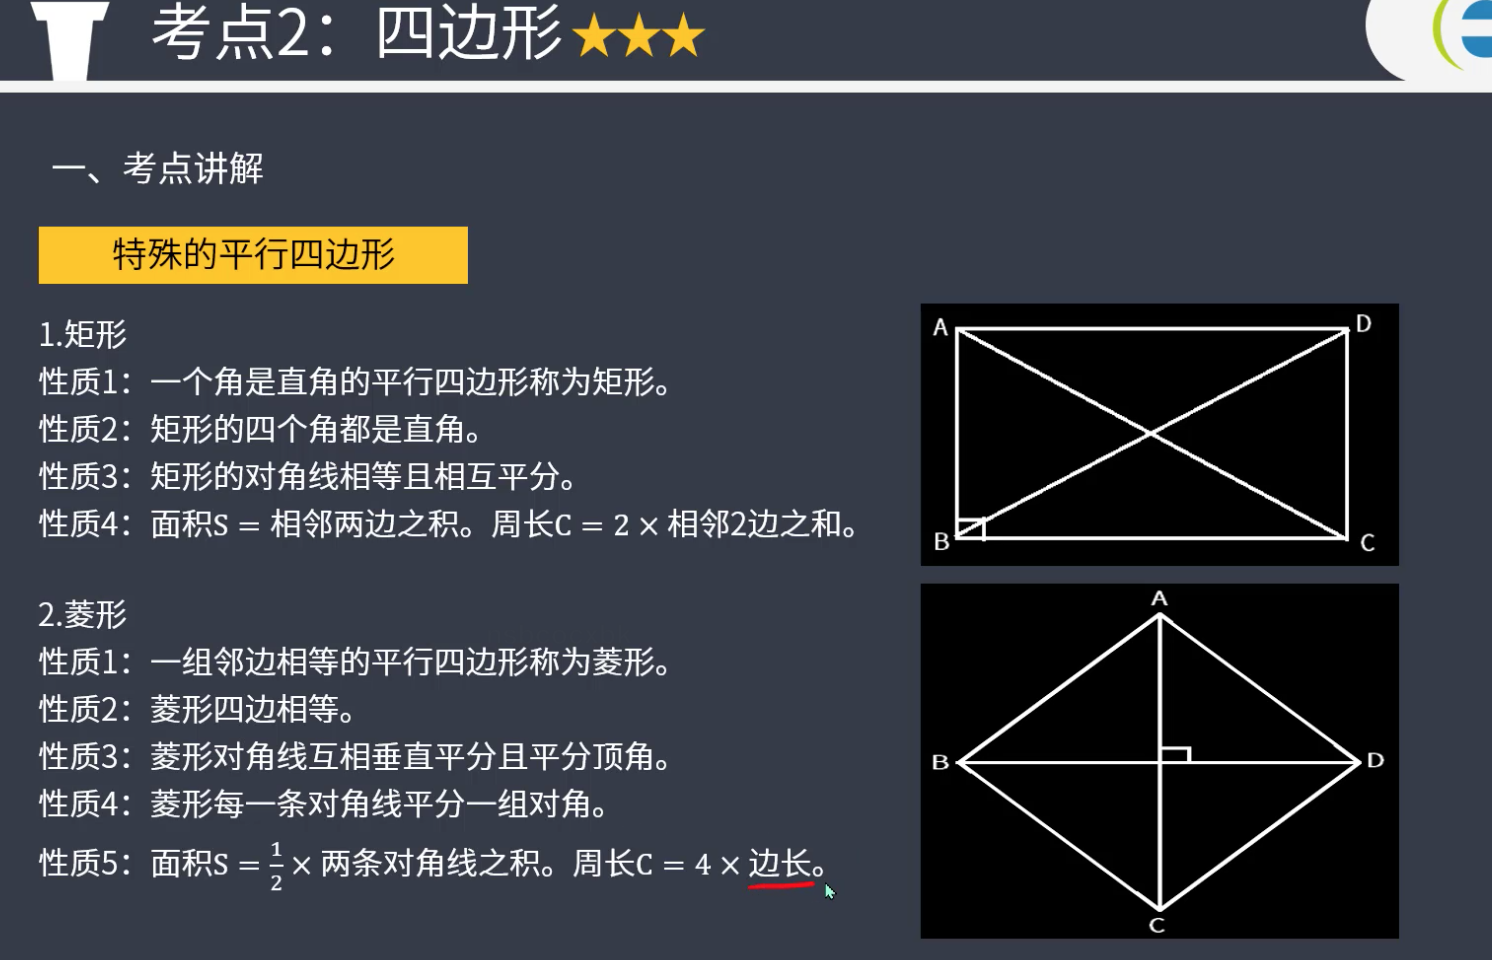 考点2：四边形★★★
一、考点讲解
特殊的平行四边形
1.矩形
性质1：一个角是直角的平行四边形称为矩形。
性质2：矩形的四个角都是直角。
性质3：矩形的对角线相等且相互平分。
性质4：面积S = 相邻两边之积。周长C = 2 × 相邻2边之和。
A
D
B
C
2.菱形
性质1：一组邻边相等的平行四边形称为菱形。
性质2：菱形四边相等。
性质3：菱形对角线互相垂直平分且平分顶角。
性质4：菱形每一条对角线平分一组对角。
性质5：面积S = 1/2 × 两条对角线之积。周长C = 4 × 边长。
A
B
D
C